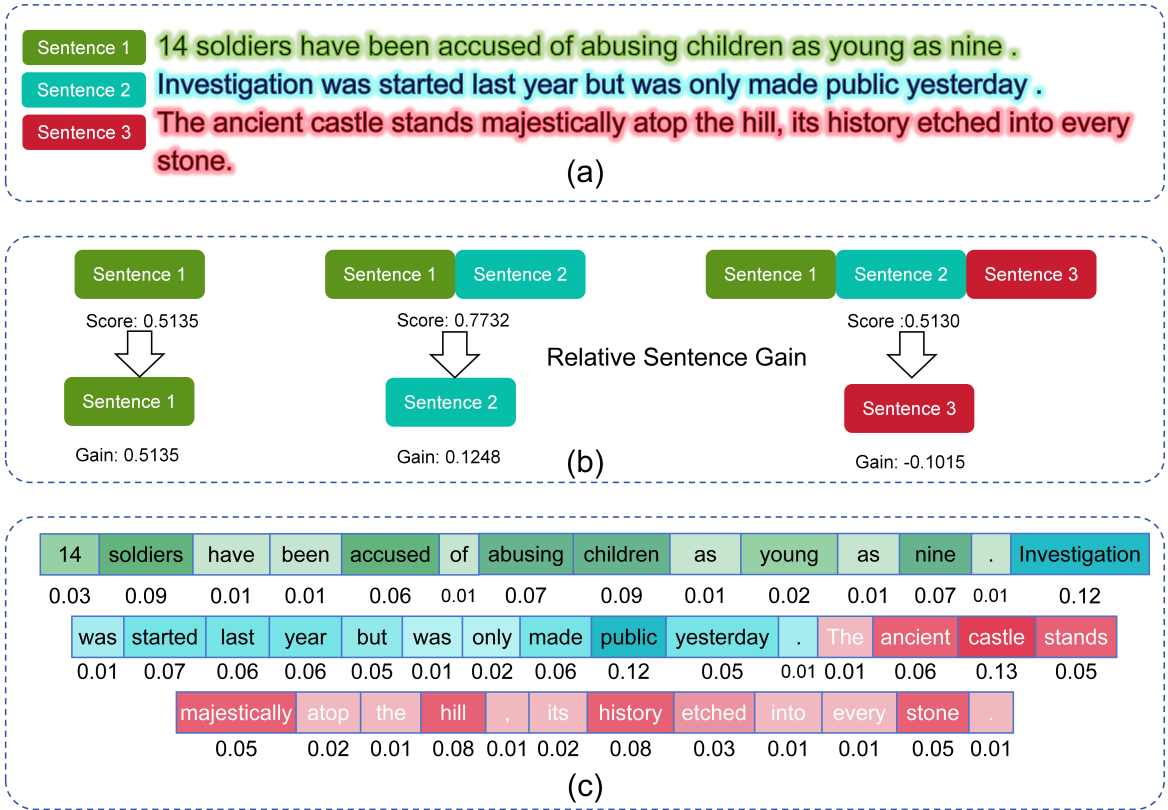 Sentence 1 14 soldiers have been accused of abusing children as young as nine .
Sentence 2 Investigation was started last year but was only made public yesterday .
Sentence 3 The ancient castle stands majestically atop the hill, its history etched into every
stone.
(a)
Sentence 1 Sentence 1 Sentence 2 Sentence 1 Sentence 2 Sentence 3
Score: 0.5135 Score: 0.7732 Score :0.5130
Relative Sentence Gain
Sentence 1 Sentence 2 Sentence 3
Gain: 0.5135 Gain: 0.1248 Gain: -0.1015
(b)
14 soldiers have been accused of abusing children as young as nine . Investigation
0.03 0.09 0.01 0.01 0.06 0.01 0.07 0.09 0.01 0.02 0.01 0.07 0.01 0.12
was started last year but was only made public yesterday . The ancient castle stands
0.01 0.07 0.06 0.06 0.05 0.01 0.02 0.06 0.12 0.05 0.01 0.01 0.06 0.13 0.05
majestically atop the hill , its history etched into every stone .
0.05 0.02 0.01 0.08 0.01 0.02 0.08 0.03 0.01 0.01 0.05 0.01
(c)